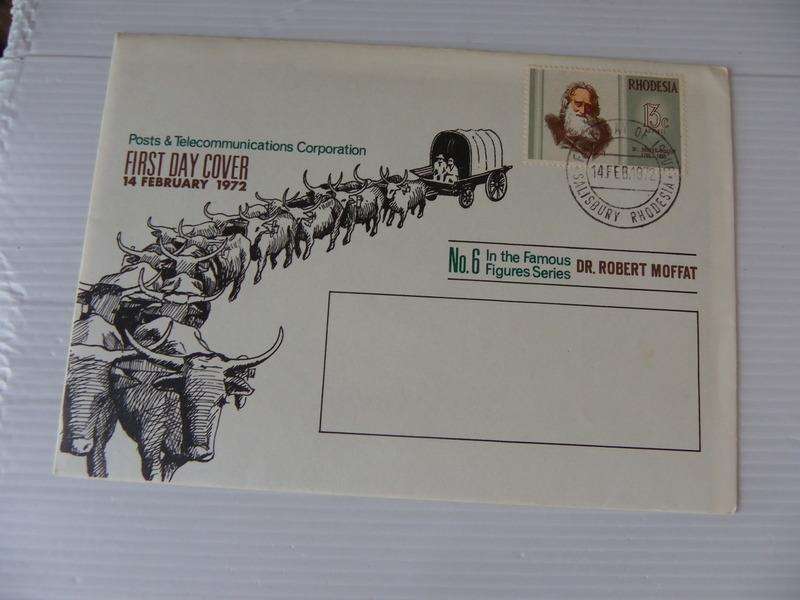 RHODESIA
13c
14 FEB. 1972
SALISBURY RHODESIA
Posts & Telecommunications Corporation
FIRST DAY COVER
14 FEBRUARY 1972
No.6 In the Famous
Figures Series DR. ROBERT MOFFAT